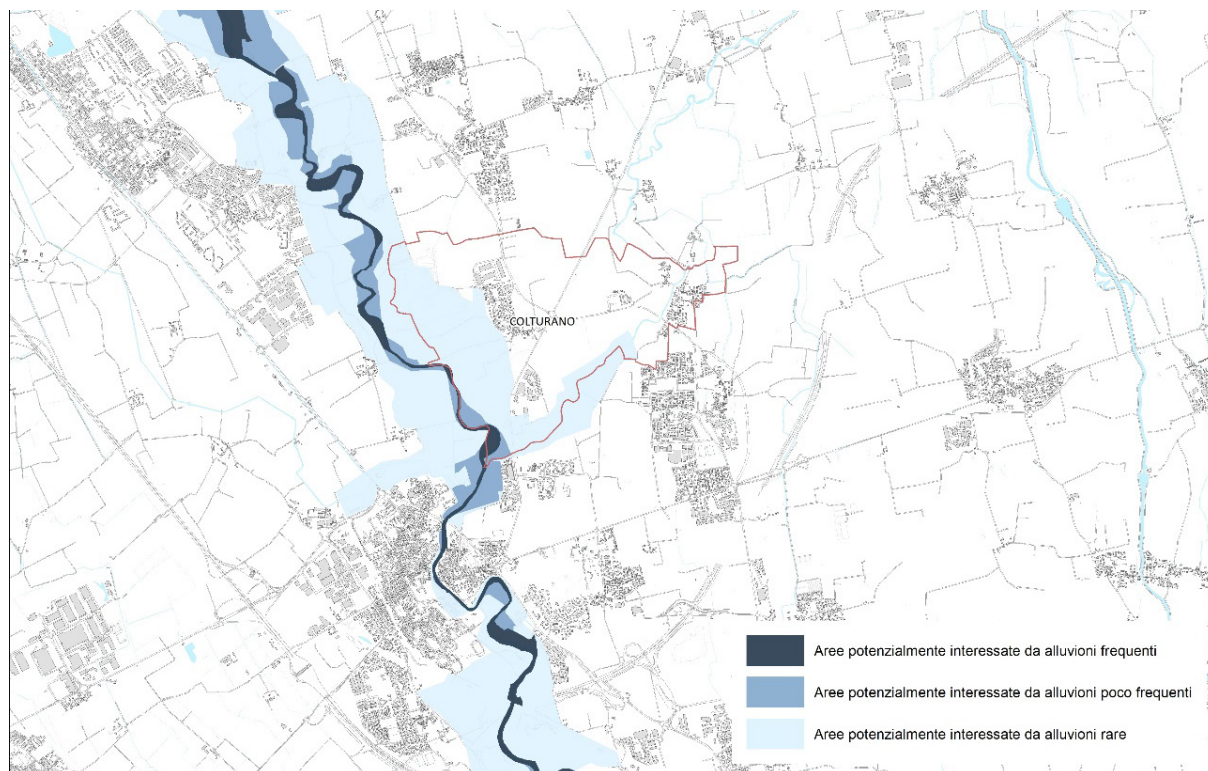 COLTURANO
Aree potenzialmente interessate da alluvioni frequenti
Aree potenzialmente interessate da alluvioni poco frequenti
Aree potenzialmente interessate da alluvioni rare